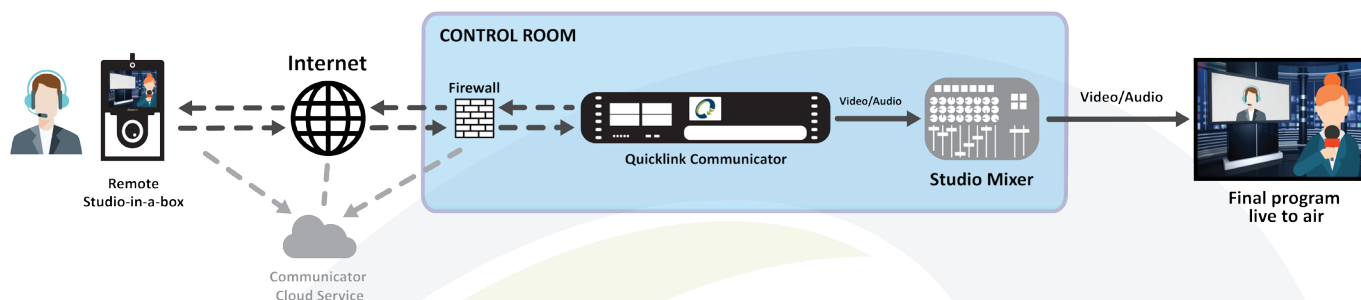 CONTROL ROOM
Internet
Firewall
Video/Audio
Video/Audio
Quicklink Communicator
Studio Mixer
Remote
Studio-in-a-box
Final program
live to air
Communicator
Cloud Service